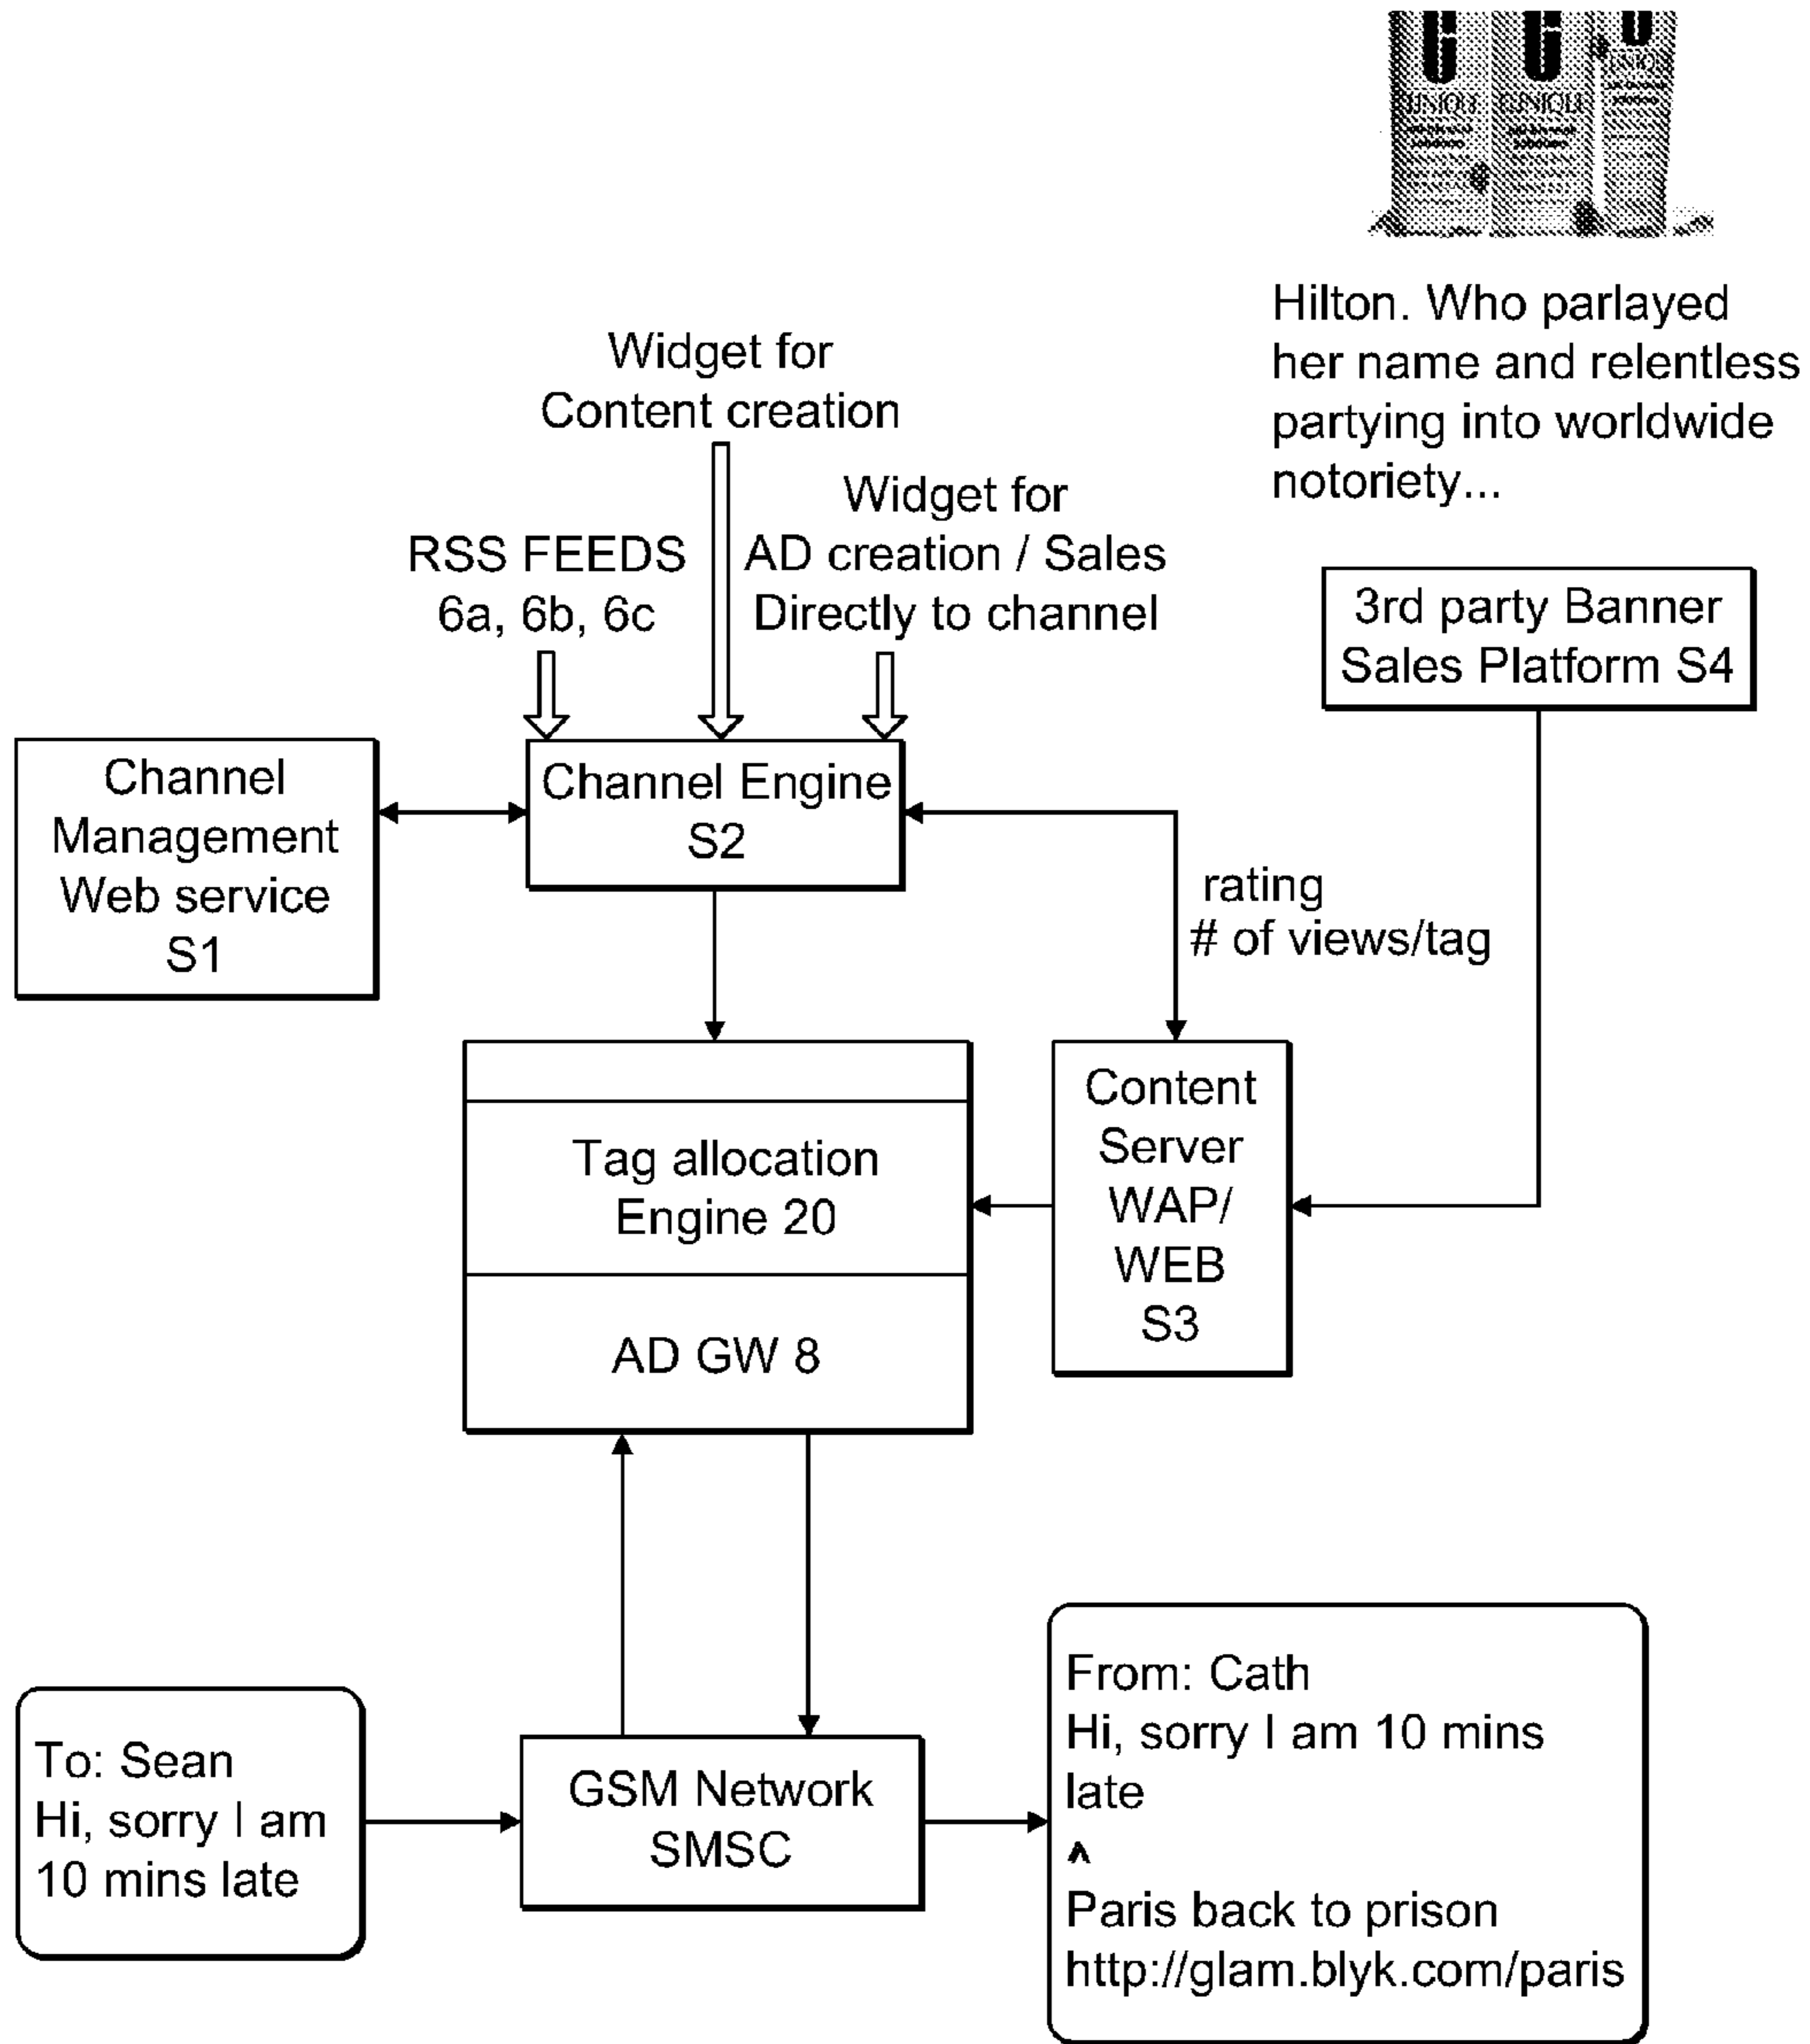 Hilton. Who parlayed
her name and relentless
partying into worldwide
notoriety...
Widget for
Content creation
RSS FEEDS
6a, 6b, 6c
Widget for
AD creation / Sales
Directly to channel
3rd party Banner
Sales Platform S4
Channel
Management
Web service
S1
Channel Engine
S2
rating
# of views/tag
Tag allocation
Engine 20
AD GW 8
Content
Server
WAP/
WEB
S3
To: Sean
Hi, sorry I am
10 mins late
GSM Network
SMSC
From: Cath
Hi, sorry I am 10 mins
late
^
Paris back to prison
http://glam.blyk.com/paris